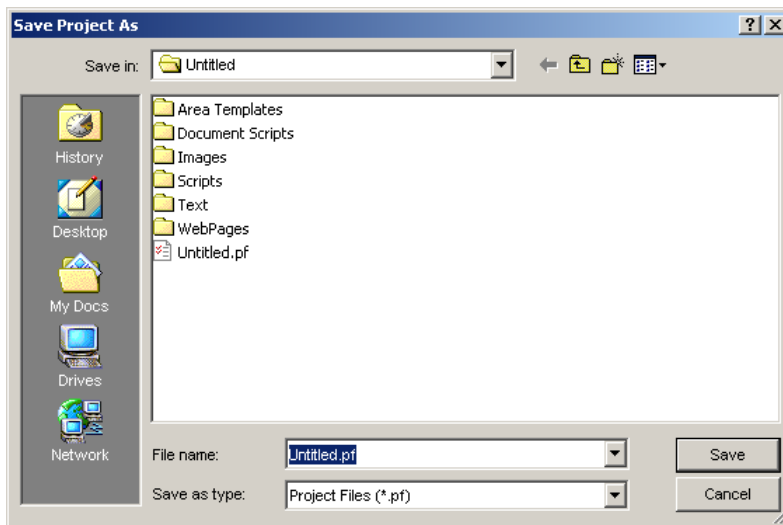 Save Project As
Save in: Untitled
History
Desktop
My Docs
Drives
Network
Area Templates
Document Scripts
Images
Scripts
Text
WebPages
Untitled.pf
File name: Untitled.pf Save
Save as type: Project Files (*.pf) Cancel